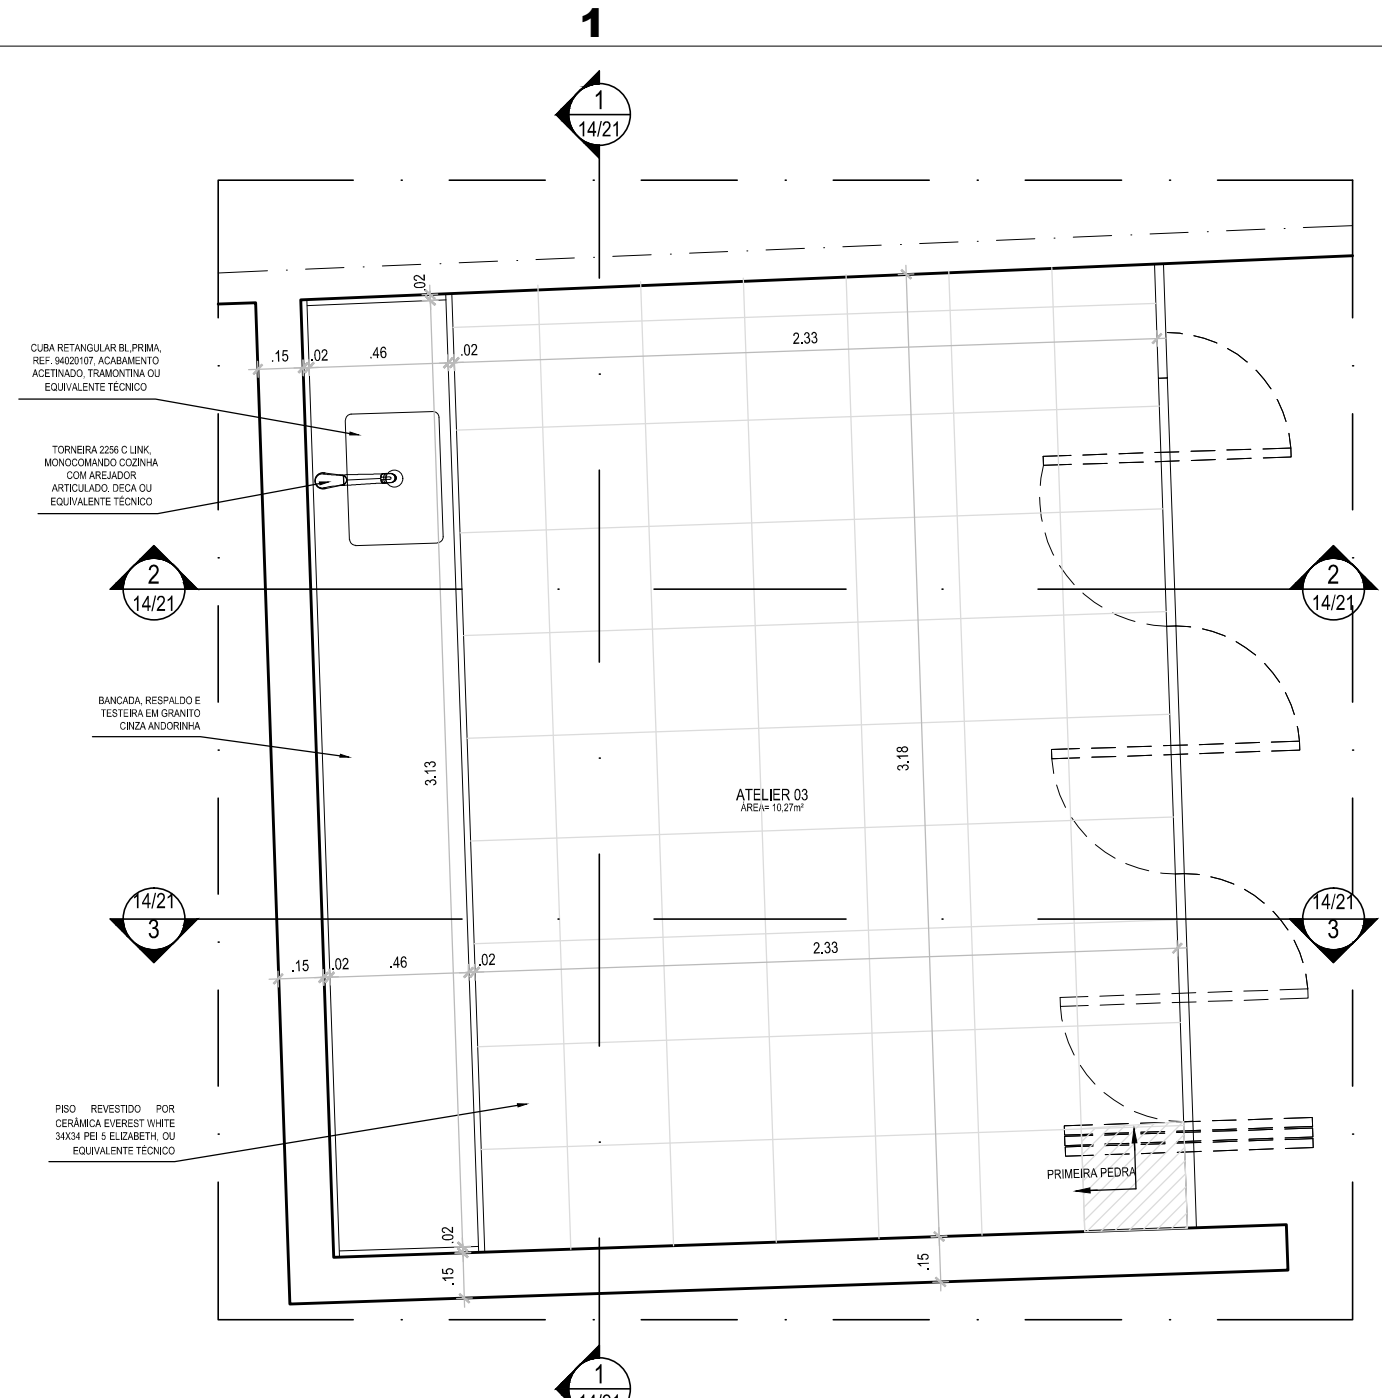 1
1
14/21
.02
.15
.02
.46
.02
2.33
CUBA RETANGULAR BL,PRIMA,
REF. 94020107, ACABAMENTO
ACETINADO, TRAMONTINA OU
EQUIVALENTE TÉCNICO
TORNEIRA 2256 C LINK,
MONOCOMANDO COZINHA
COM AREJADOR
ARTICULADO. DECA OU
EQUIVALENTE TÉCNICO
2
14/21
2
14/21
BANCADA, RESPALDO E
TESTEIRA EM GRANITO
CINZA ANDORINHA
3.13
3.18
ATELIER 03
ÁREA= 10,27m²
14/21
3
14/21
3
.15
.02
.46
.02
2.33
PISO REVESTIDO POR
CERÂMICA EVEREST WHITE
34X34 PEI 5 ELIZABETH, OU
EQUIVALENTE TÉCNICO
PRIMEIRA PEDRA
.02
.15
.15
1
14/21